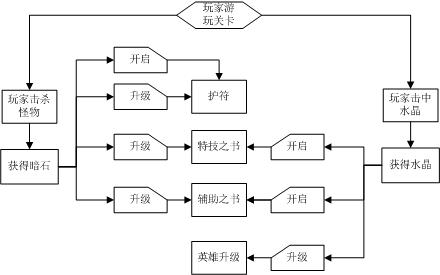 玩家游
玩关卡
开启
玩家击杀
怪物
升级
护符
玩家击中
水晶
获得暗石
升级
特技之书
开启
获得水晶
升级
辅助之书
开启
英雄升级
升级